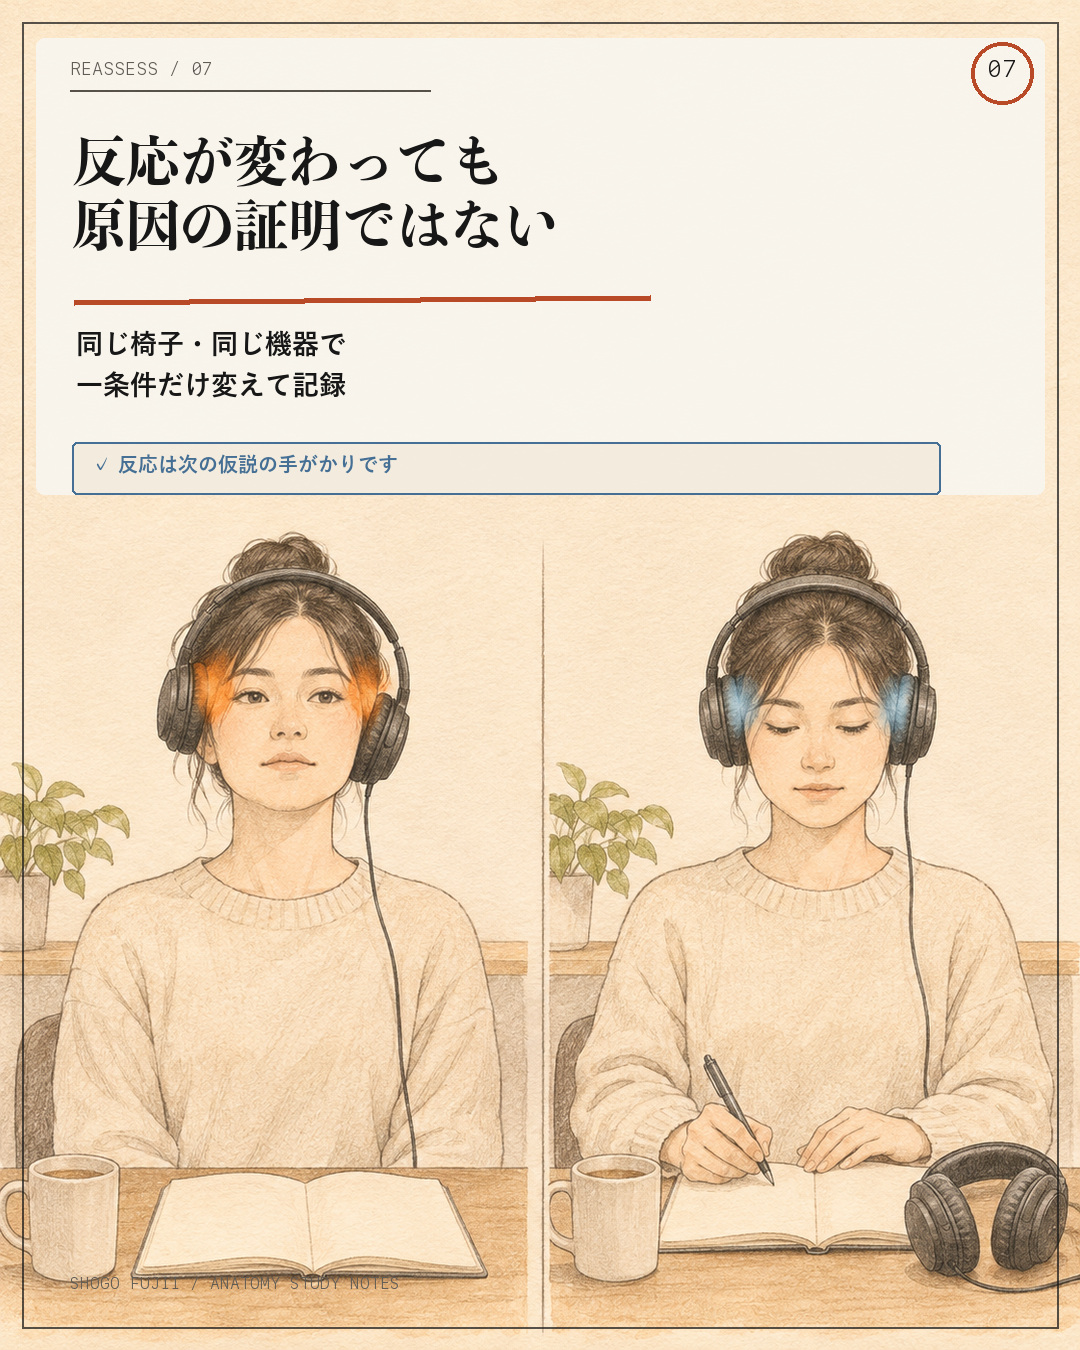 REASSESS / 07
07
反応が変わっても
原因の証明ではない
同じ椅子・同じ機器で
一条件だけ変えて記録
✓ 反応は次の仮説の手がかりです
SHOGO FUJII / ANATOMY STUDY NOTES